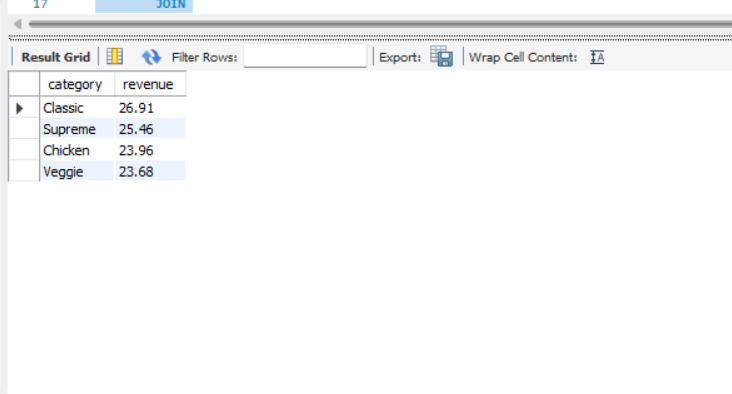 17 JOIN
Result Grid Filter Rows: Export: Wrap Cell Content: IA
category revenue
Classic 26.91
Supreme 25.46
Chicken 23.96
Veggie 23.68